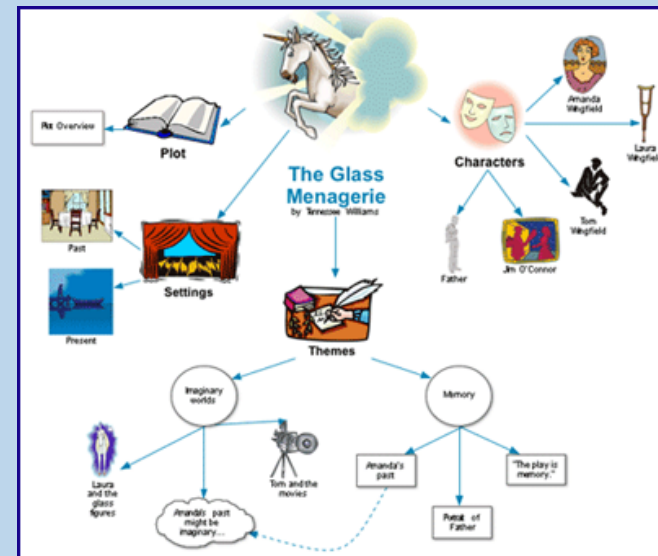 Plot Overview
Plot
The Glass
Menagerie
by Tennessee Williams
Characters
Amanda
Wingfield
Laura
Wingfield
Tom
Wingfield
Jim O'Connor
Father
Past
Present
Settings
Themes
Imaginary
worlds
Memory
Laura
and the
glass
figures
Amanda's past
might be
imaginary....
Tom and the
movies
Amanda's
past
Portrait of
Father
"The play is
memory."